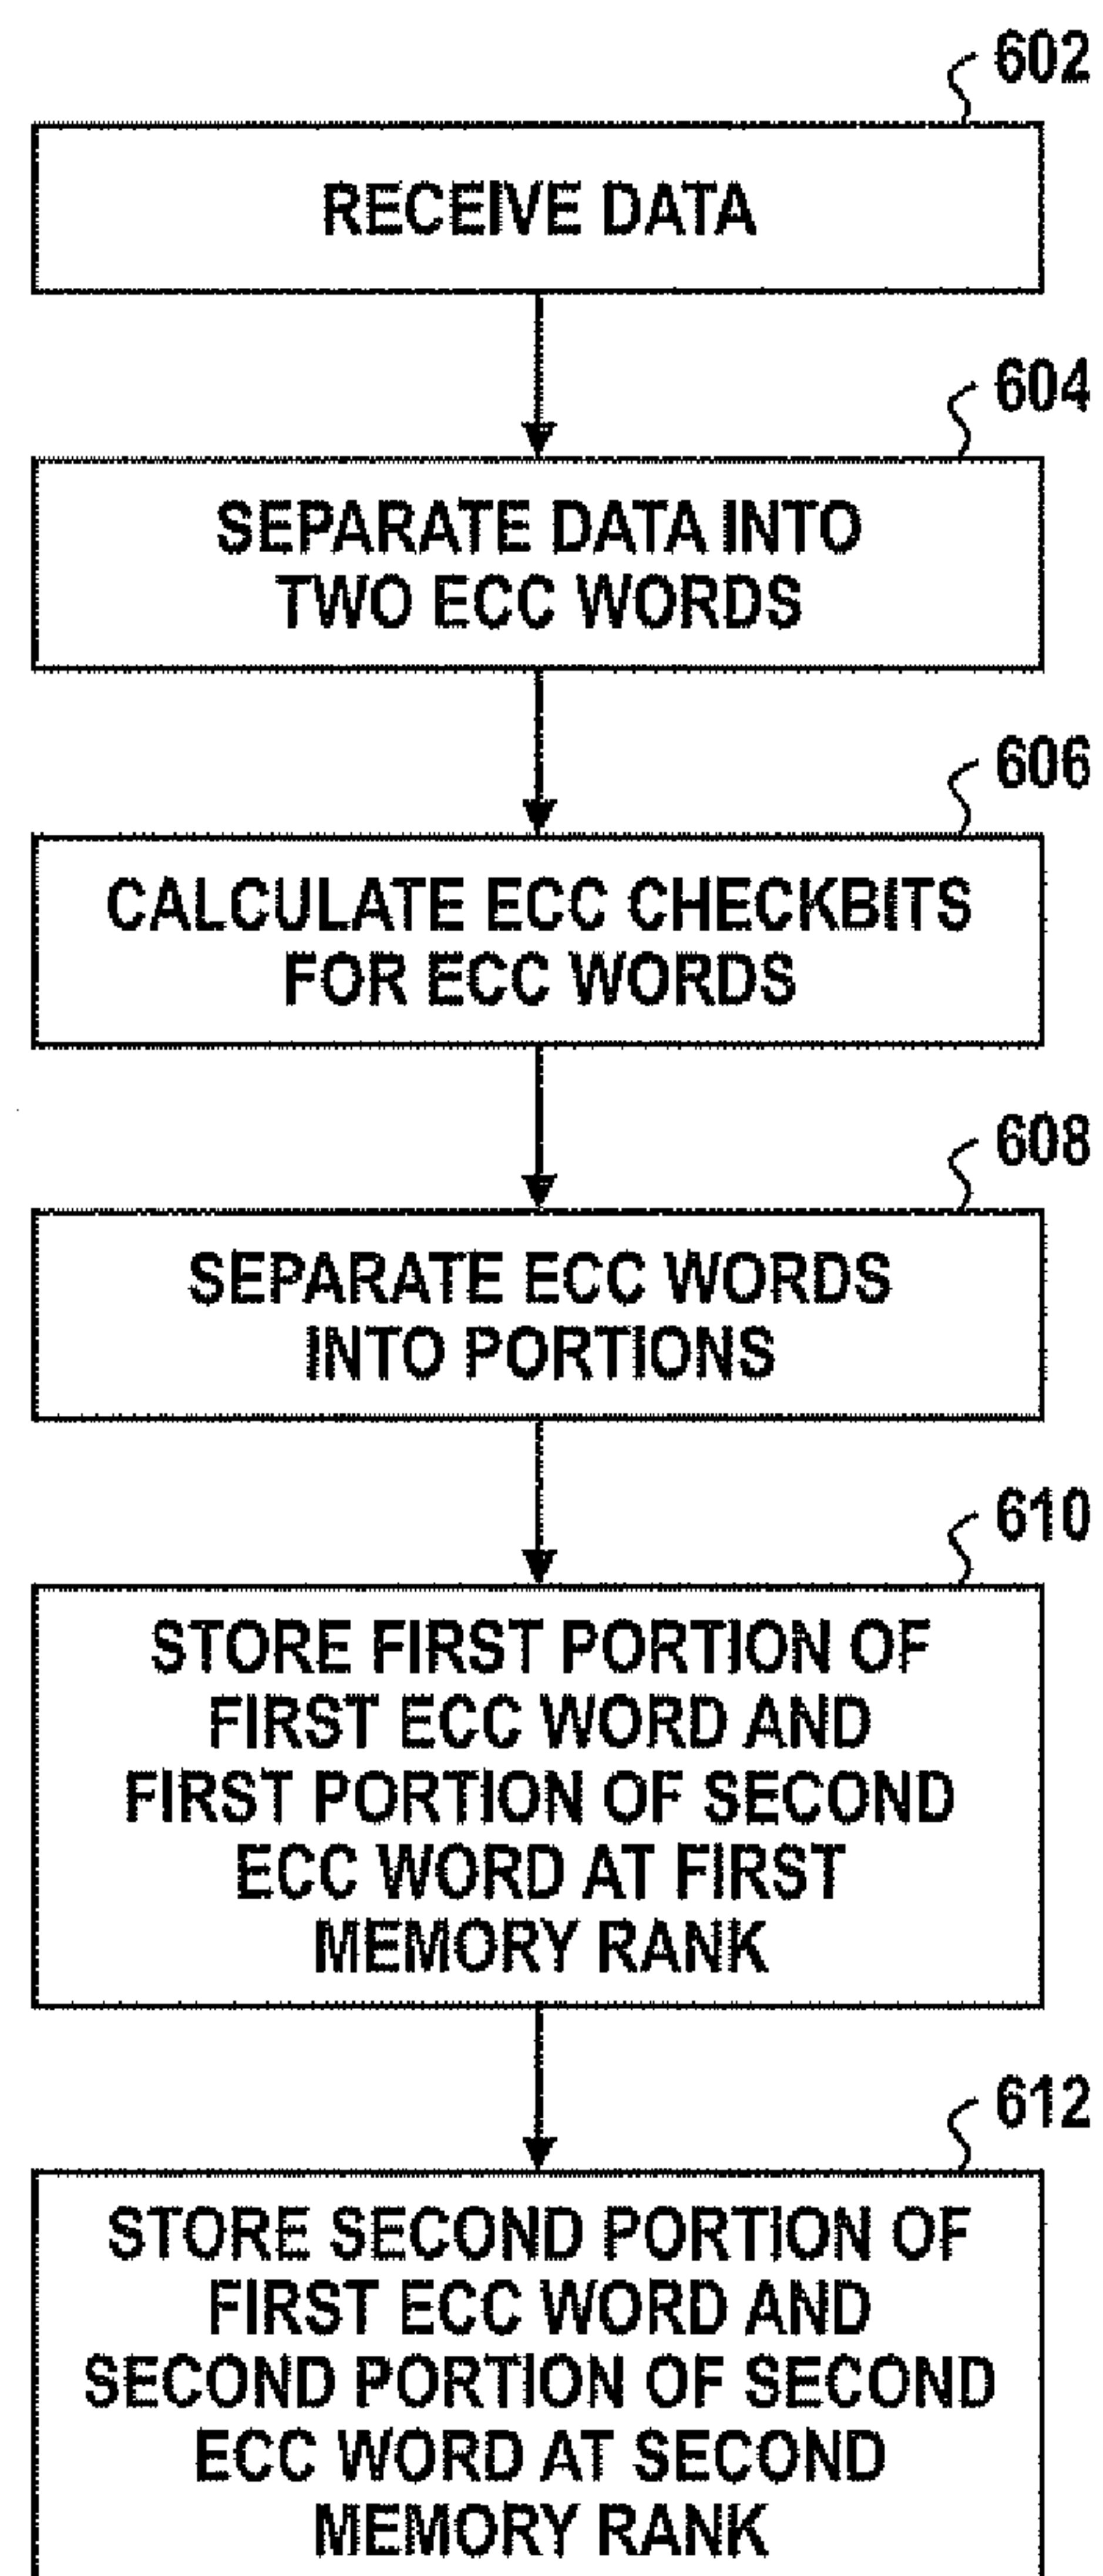 602
RECEIVE DATA
604
SEPARATE DATA INTO
TWO ECC WORDS
606
CALCULATE ECC CHECKBITS
FOR ECC WORDS
608
SEPARATE ECC WORDS
INTO PORTIONS
610
STORE FIRST PORTION OF
FIRST ECC WORD AND
FIRST PORTION OF SECOND
ECC WORD AT FIRST
MEMORY RANK
612
STORE SECOND PORTION OF
FIRST ECC WORD AND
SECOND PORTION OF SECOND
ECC WORD AT SECOND
MEMORY RANK